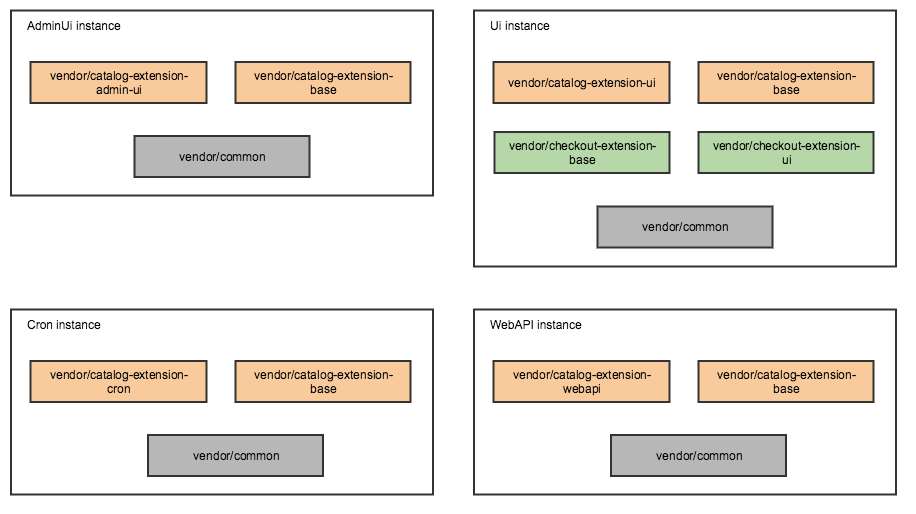 AdminUi instance
vendor/catalog-extension-
admin-ui
vendor/catalog-extension-
base
vendor/common
Ui instance
vendor/catalog-extension-ui
vendor/catalog-extension-
base
vendor/checkout-extension-
base
vendor/checkout-extension-
ui
vendor/common
Cron instance
vendor/catalog-extension-
cron
vendor/catalog-extension-
base
vendor/common
WebAPI instance
vendor/catalog-extension-
webapi
vendor/catalog-extension-
base
vendor/common